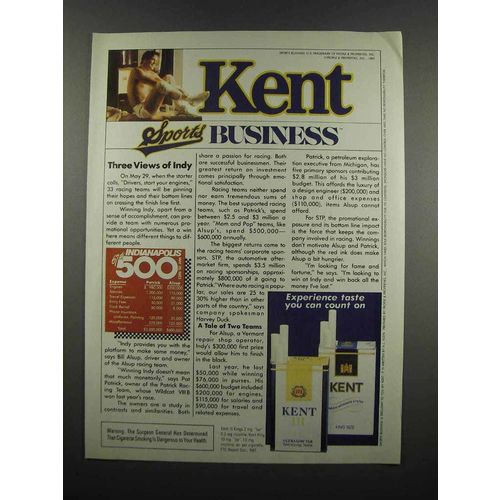 Kent
Sports BUSINESS
Three Views of Indy
On May 29, when the starter
calls, "Drivers, start your engines,"
33 racing teams will be pinning
their hopes and their bottom lines
on crossing the finish line first.
Winning Indy, apart from a
sense of accomplishment, can pro-
vide a team with numerous pro-
motional opportunities. Yet a win
here means different things to dif-
ferent people.
INDIANAPOLIS
500
Expense Patrick Alsup
"Indy provides you with the
platform to make some money,"
says Bill Alsup, driver and owner
of the Alsup Racing Team.
"Winning Indy doesn't mean
that much monetarily," says Pat
Patrick, owner of the Patrick Rac-
ing Team, whose Wildcat VIII B
won last year's race.
The owners are a study in
contrasts and similarities. Both
share a passion for racing. Both
are successful businessmen. Their
greatest return on investment
comes principally through emo-
tional satisfaction.
Racing teams neither spend
nor earn tremendous sums of
money. The best supported racing
teams, such as Patrick's, spend
between $2.5 and $3 million a
year. "Mom and Pop" teams, like
Alsup's, spend $500,000—
$600,000 annually.
The biggest returns come to
the racing teams' corporate spon-
sors. STP, the automotive after-
market firm, spends $3.5 million
on racing sponsorships, approxi-
mately $800,000 of it going to
Patrick. "Where auto racing is pop-
ular, our sales are 25 to
30% higher than in other
parts of the country," says
company spokesman
Harvey Duck.
A Tale of Two Teams
For Alsup, a Vermont
repair shop operator,
Indy's $300,000 first prize
would allow him to finish in
the black.
Last year, he lost
$50,000 while winning
$76,000 in purses. His
$600,000 budget included
$200,000 for engines,
$115,000 for salaries and
$90,000 for travel and
related expenses.
Patrick, a petroleum explora-
tion executive from Michigan, has
five primary sponsors contributing
$2.8 million of his $3 million
budget. This affords the luxury of
a design engineer ($200,000) and
shop and office expenses
($110,000), items Alsup cannot
afford.
For STP, the promotional ex-
posure and its bottom line impact
is the force that keeps the com-
pany involved in racing. Winnings
don't motivate Alsup and Patrick,
although the red ink does make
Alsup a bit hungier.
"I'm looking for fame and
fortune," he says. "I'm looking to
win at Indy and win back all the
money I've lost."
Experience taste
you can count on
KENT
III
KENT
KING SIZE
Warning: The Surgeon General Has Determined
That Cigarette Smoking Is Dangerous to Your Health.